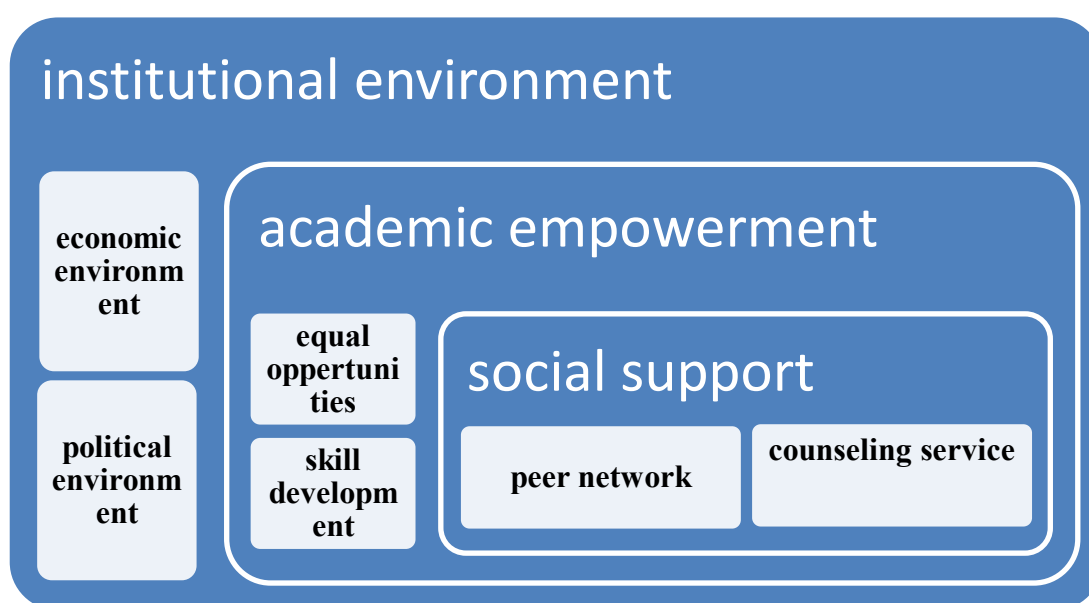 institutional environment
economic
environm
ent
political
environm
ent
academic empowerment
equal
oppertuni
ties
skill
developm
ent
social support
peer network
counseling service